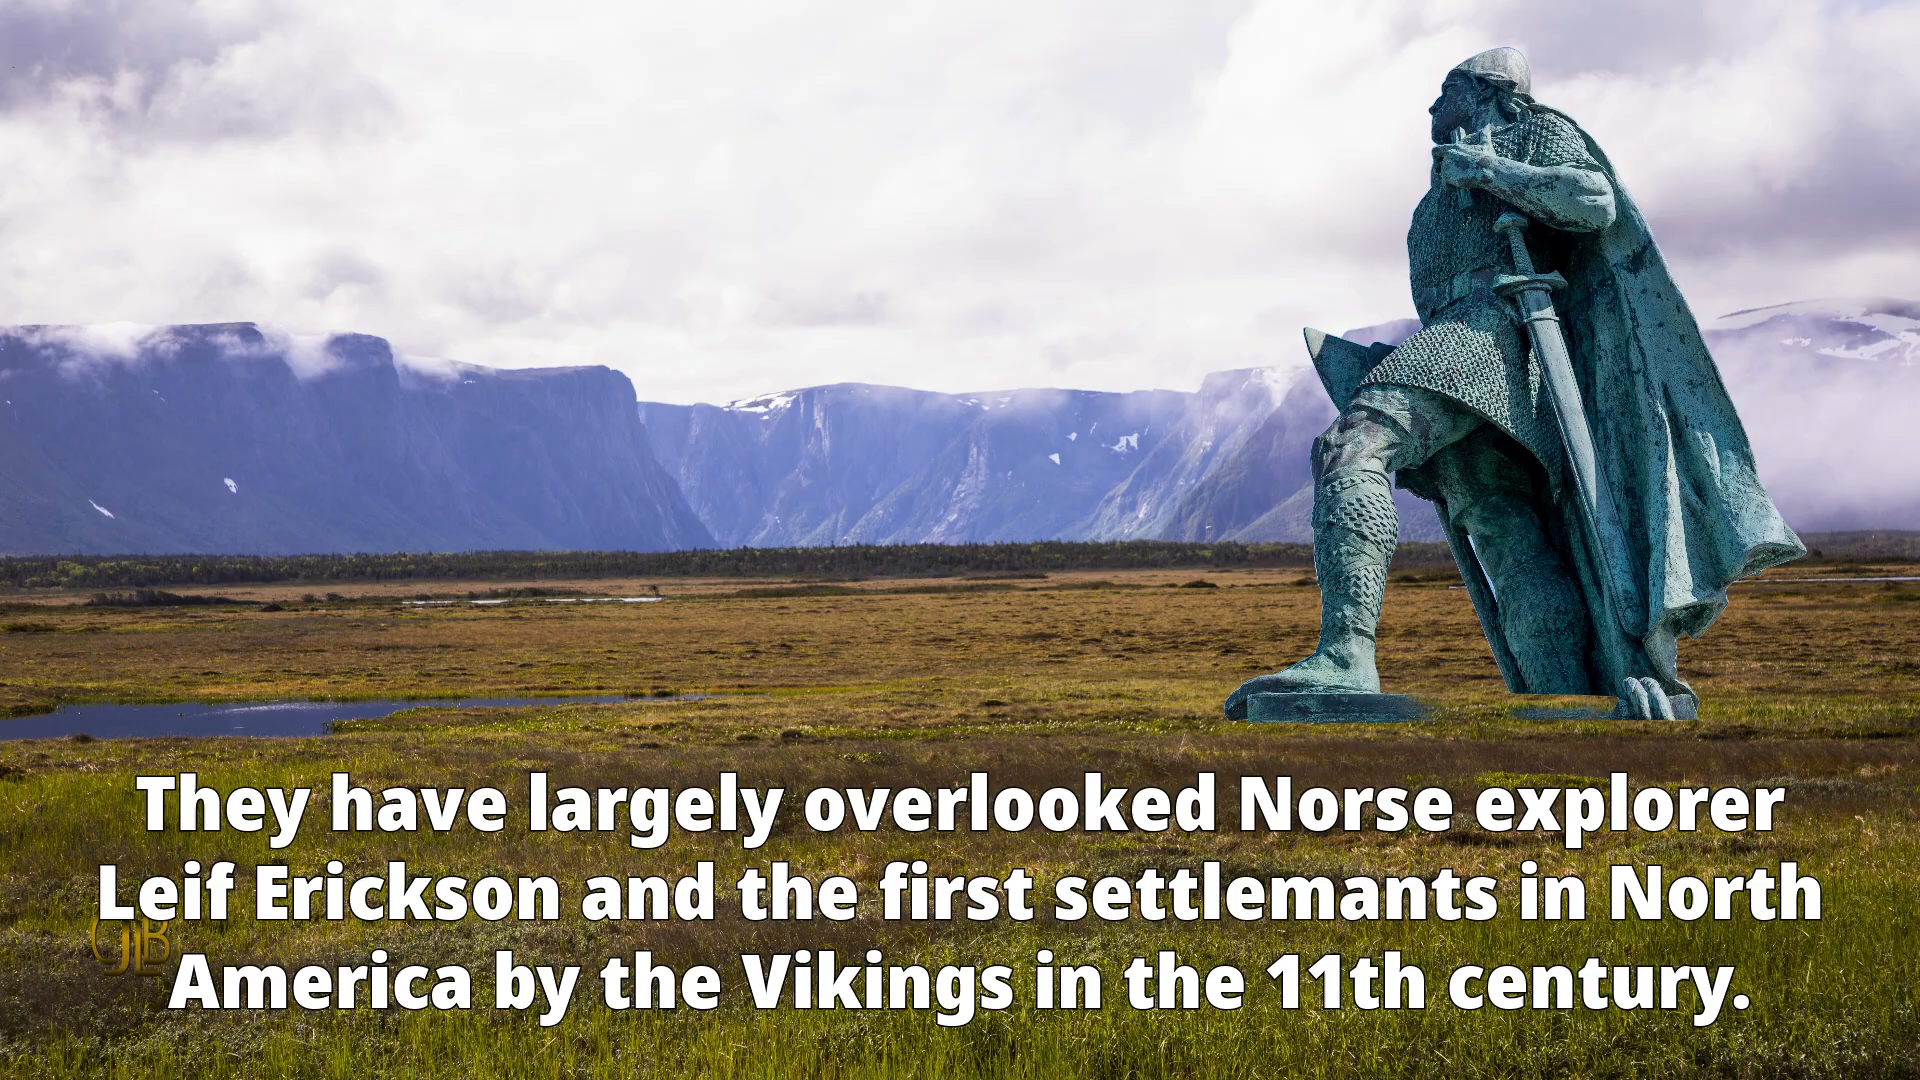 They have largely overlooked Norse explorer
Leif Erickson and the first settlemants in North
America by the Vikings in the 11th century.